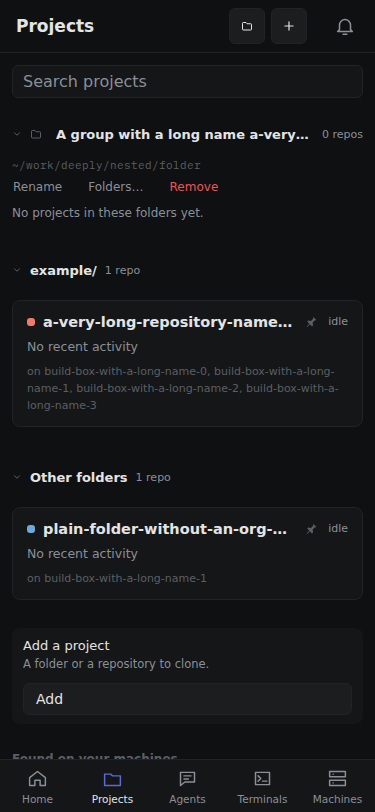 Projects
Search projects
A group with a long name a-very… 0 repos
~/work/deeply/nested/folder
Rename Folders… Remove
No projects in these folders yet.
example/ 1 repo
a-very-long-repository-name… idle
No recent activity
on build-box-with-a-long-name-0, build-box-with-a-long-
name-1, build-box-with-a-long-name-2, build-box-with-a-
long-name-3
Other folders 1 repo
plain-folder-without-an-org-… idle
No recent activity
on build-box-with-a-long-name-1
Add a project
A folder or a repository to clone.
Add
Found on your machines
Home Projects Agents Terminals Machines